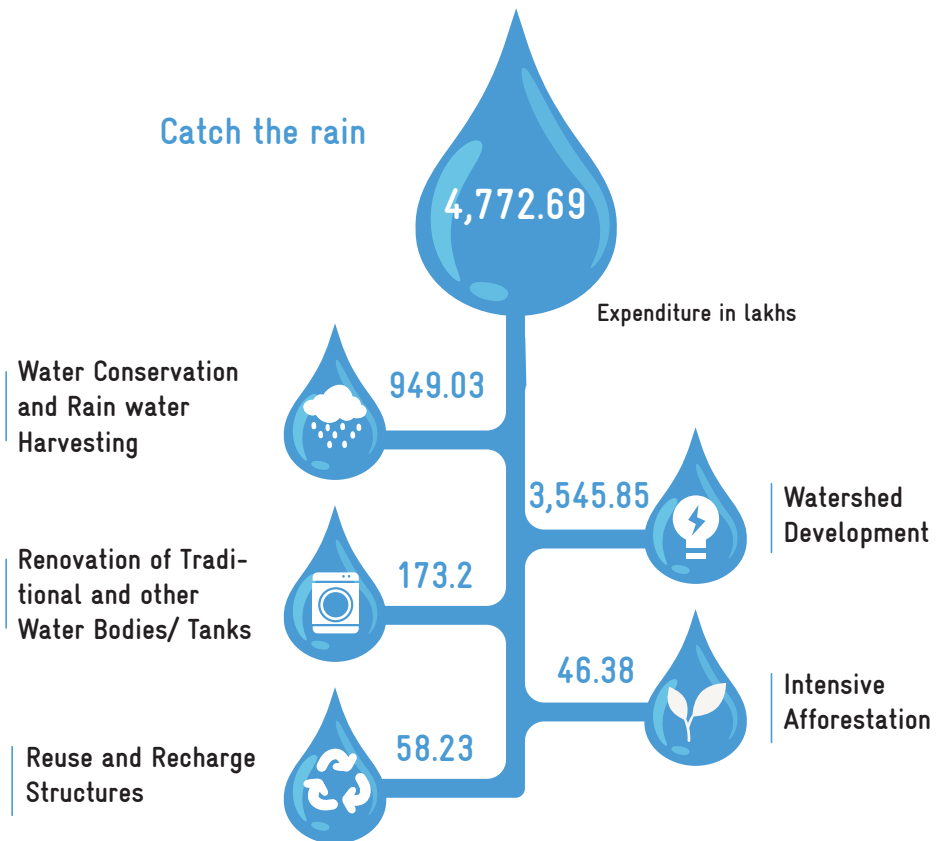 Catch the rain
4,772.69
Expenditure in lakhs
Water Conservation
and Rain water
Harvesting
949.03
3,545.85
Watershed
Development
Renovation of Tradi-
tional and other
Water Bodies/ Tanks
173.2
46.38
Intensive
Afforestation
Reuse and Recharge
Structures
58.23